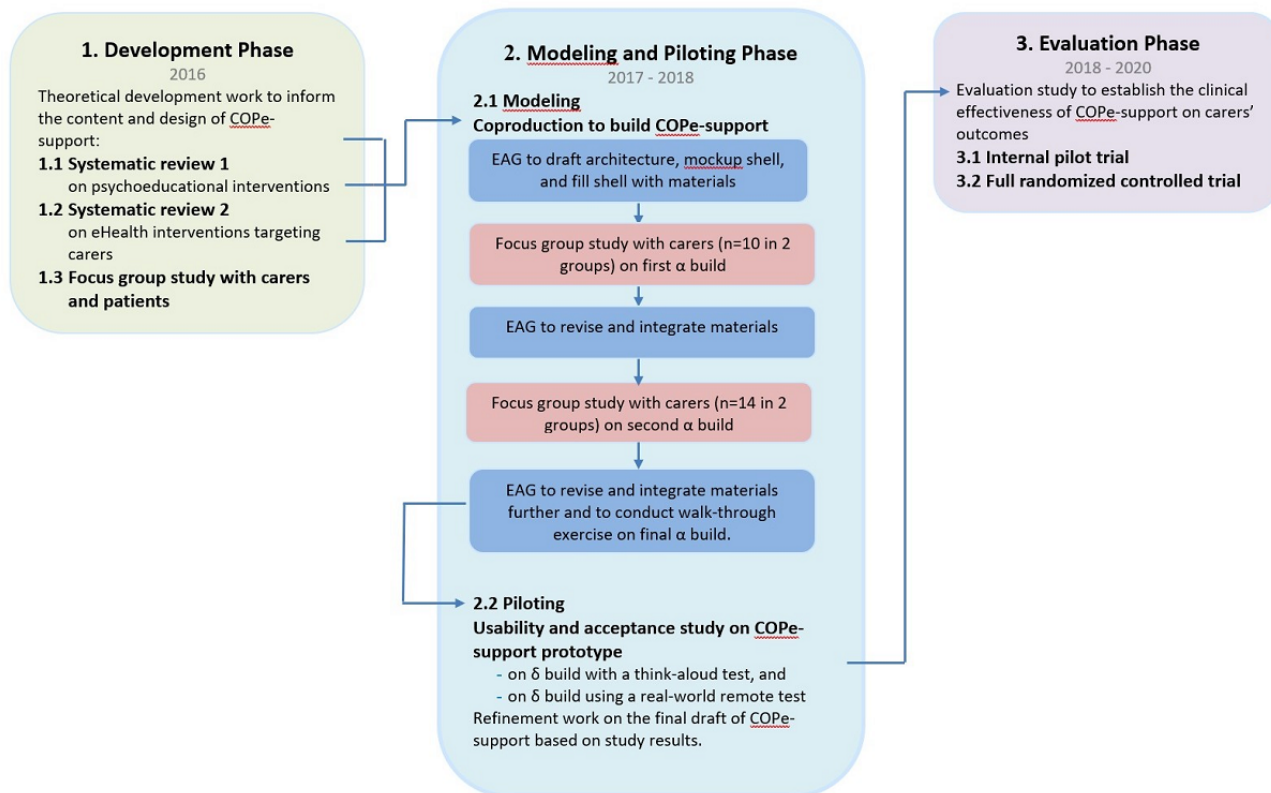 1. Development Phase
2016
Theoretical development work to inform
the content and design of COPe-
support:
1.1 Systematic review 1
on psychoeducational interventions
1.2 Systematic review 2
on eHealth interventions targeting
carers
1.3 Focus group study with carers
and patients
2. Modeling and Piloting Phase
2017 - 2018
2.1 Modeling
Coproduction to build COPe-support
EAG to draft architecture, mockup shell,
and fill shell with materials
Focus group study with carers (n=10 in 2
groups) on first α build
EAG to revise and integrate materials
Focus group study with carers (n=14 in 2
groups) on second α build
EAG to revise and integrate materials
further and to conduct walk-through
exercise on final α build.
2.2 Piloting
Usability and acceptance study on COPe-
support prototype
- on δ build with a think-aloud test, and
- on δ build using a real-world remote test
Refinement work on the final draft of COPe-
support based on study results.
3. Evaluation Phase
2018 - 2020
Evaluation study to establish the clinical
effectiveness of COPe-support on carers’
outcomes
3.1 Internal pilot trial
3.2 Full randomized controlled trial